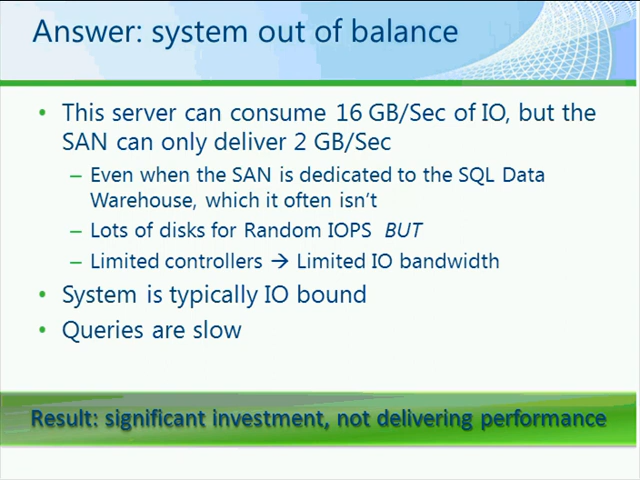 Answer: system out of balance
• This server can consume 16 GB/Sec of IO, but the
SAN can only deliver 2 GB/Sec
– Even when the SAN is dedicated to the SQL Data
Warehouse, which it often isn't
– Lots of disks for Random IOPS BUT
– Limited controllers → Limited IO bandwidth
• System is typically IO bound
• Queries are slow
Result: significant investment, not delivering performance